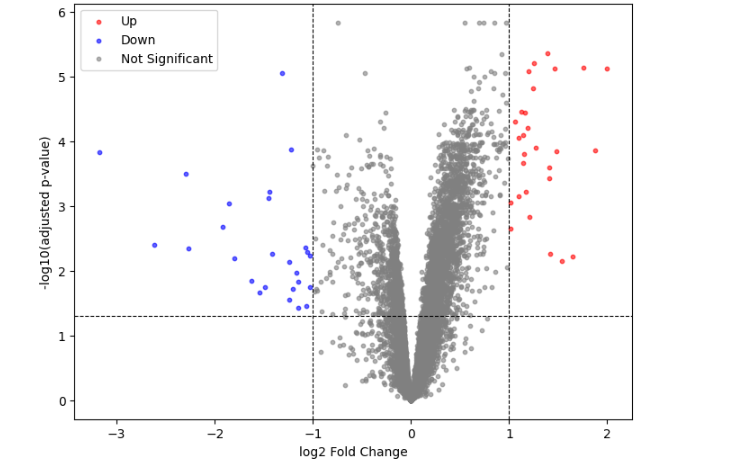 6
5
4
3
2
1
0
-log10(adjusted p-value)
Up
Down
Not Significant
−3 −2 −1 0 1 2
log2 Fold Change